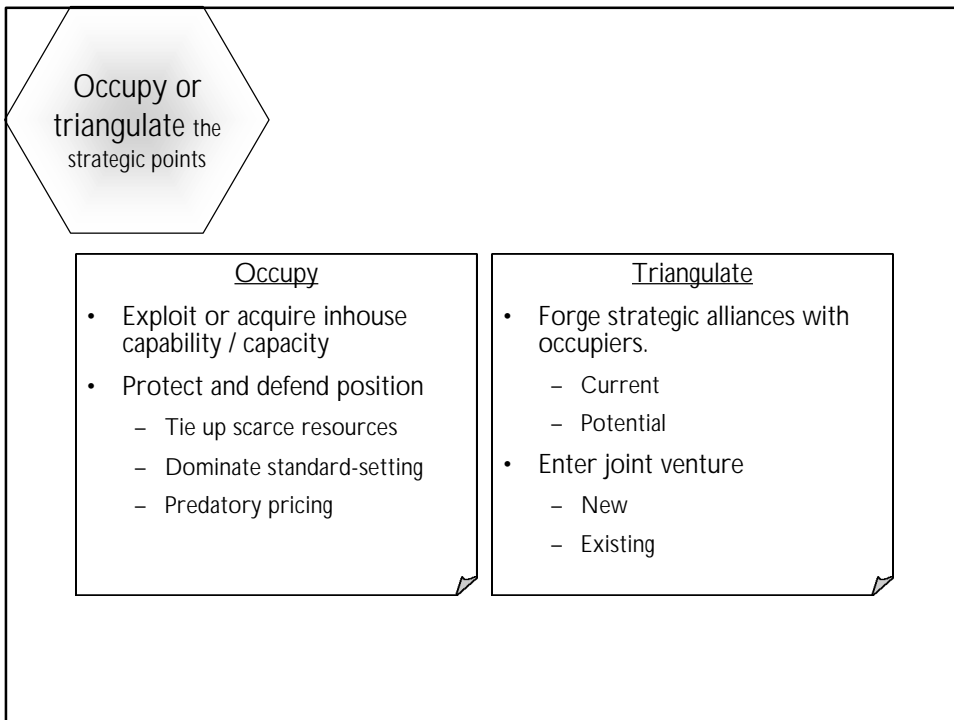 Occupy or
triangulate the
strategic points
Occupy
• Exploit or acquire inhouse
capability / capacity
• Protect and defend position
– Tie up scarce resources
– Dominate standard-setting
– Predatory pricing
Triangulate
• Forge strategic alliances with
occupiers.
– Current
– Potential
• Enter joint venture
– New
– Existing